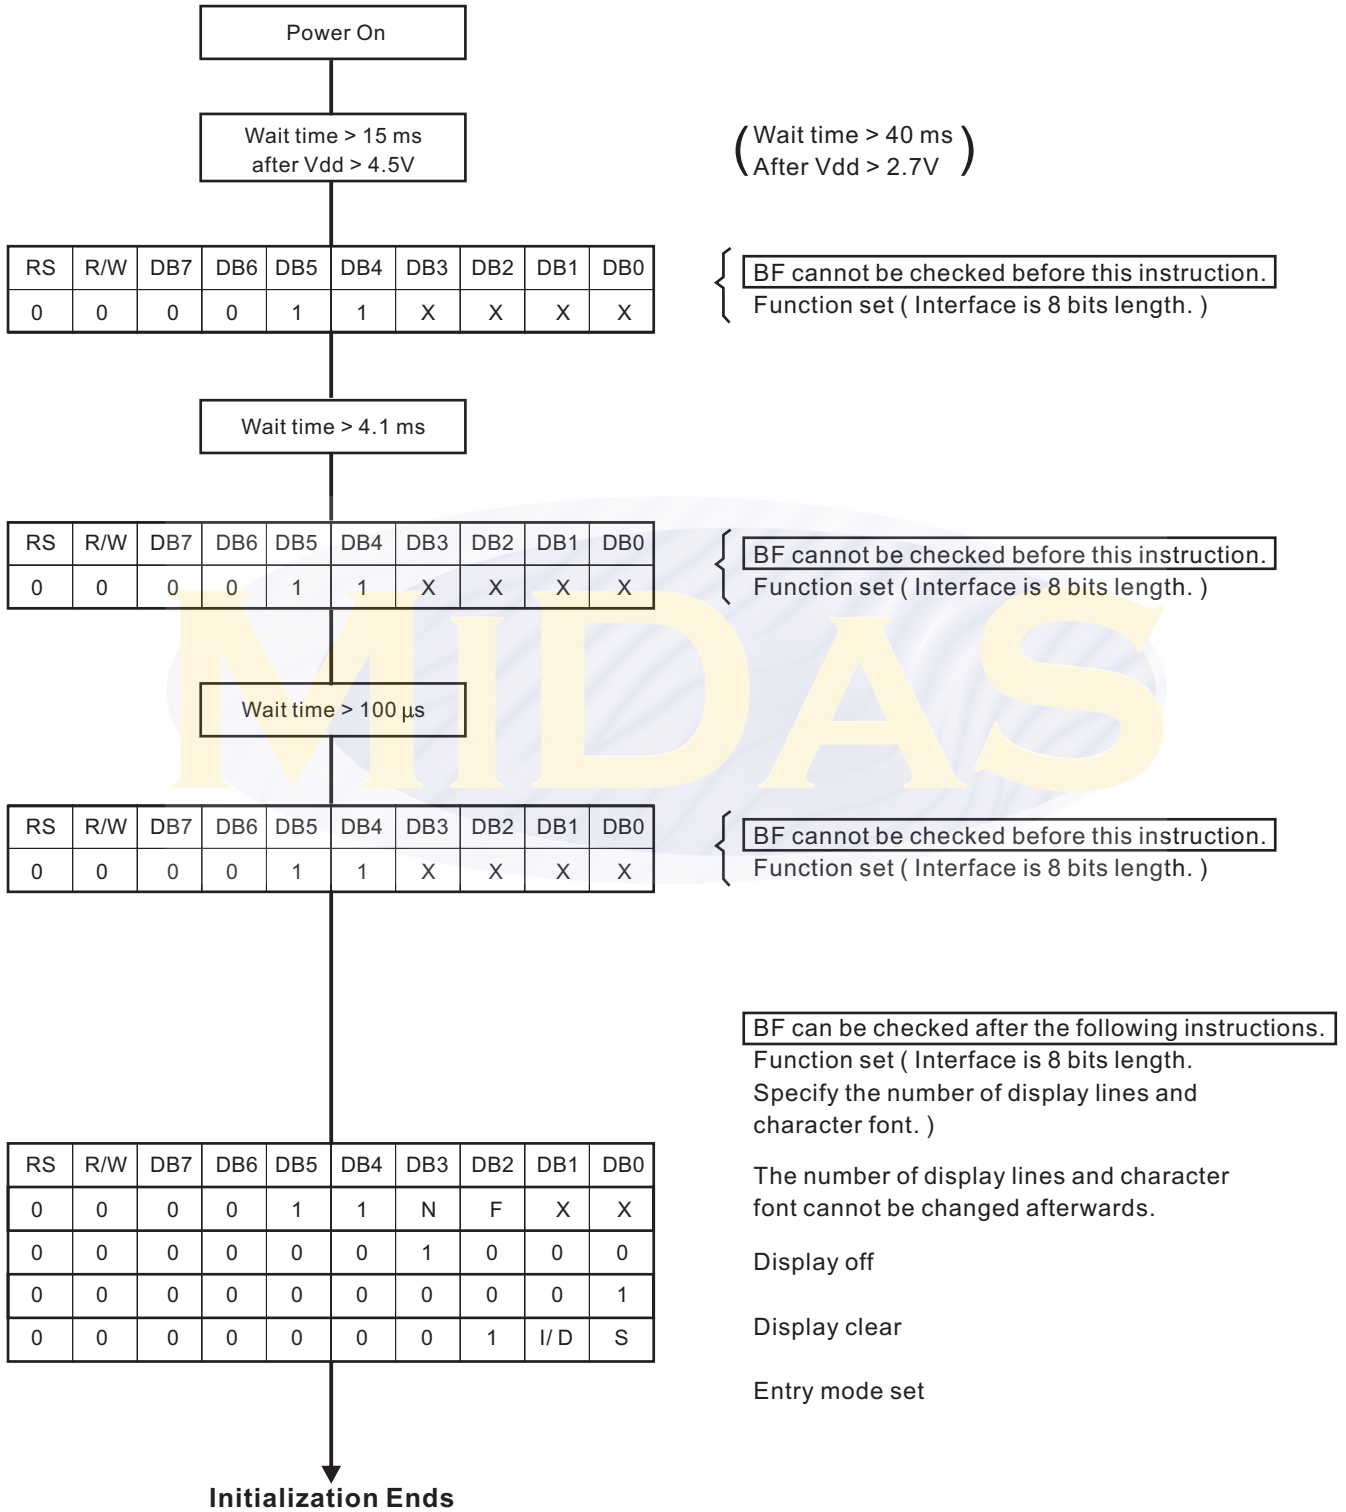 Power On
Wait time > 15 ms
after Vdd > 4.5V
( Wait time > 40 ms
After Vdd > 2.7V )
RS R/W DB7 DB6 DB5 DB4 DB3 DB2 DB1 DB0
0 0 0 0 1 1 X X X X
BF cannot be checked before this instruction.
Function set ( Interface is 8 bits length. )
Wait time > 4.1 ms
RS R/W DB7 DB6 DB5 DB4 DB3 DB2 DB1 DB0
0 0 0 0 1 1 X X X X
BF cannot be checked before this instruction.
Function set ( Interface is 8 bits length. )
MIDAS
Wait time > 100 µs
RS R/W DB7 DB6 DB5 DB4 DB3 DB2 DB1 DB0
0 0 0 0 1 1 X X X X
BF cannot be checked before this instruction.
Function set ( Interface is 8 bits length. )
BF can be checked after the following instructions.
Function set ( Interface is 8 bits length.
Specify the number of display lines and
character font. )
The number of display lines and character
font cannot be changed afterwards.
Display off
Display clear
Entry mode set
RS R/W DB7 DB6 DB5 DB4 DB3 DB2 DB1 DB0
0 0 0 0 1 1 N F X X
0 0 0 0 0 0 1 0 0 0
0 0 0 0 0 0 0 0 0 1
0 0 0 0 0 0 0 1 I/ D S
Initialization Ends